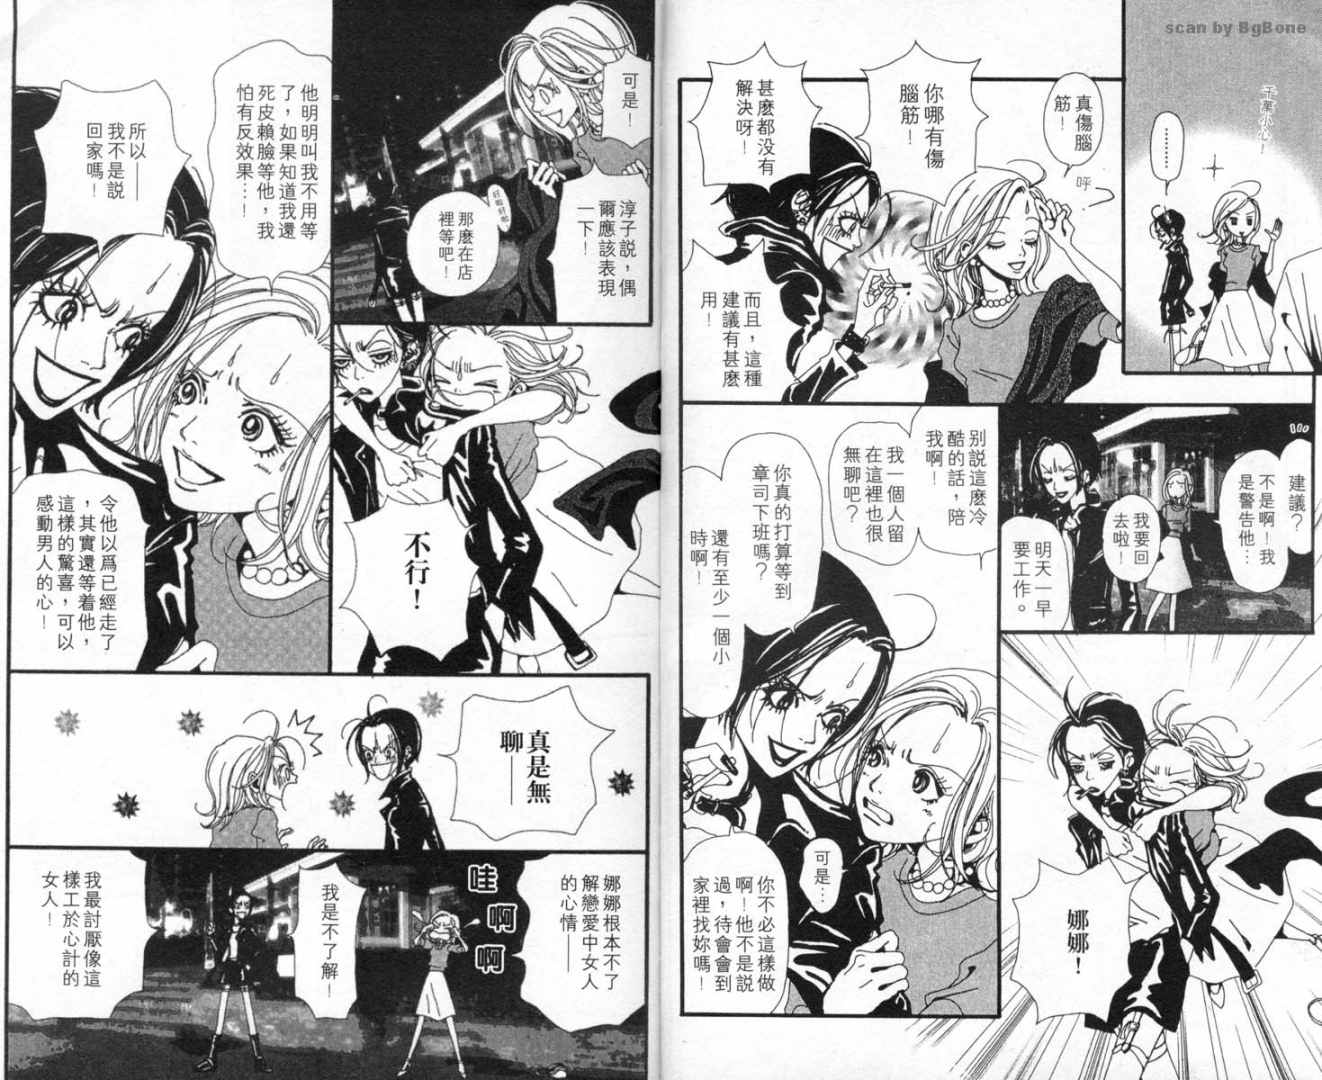 scan by BgBone
千萬小心！
………
真傷腦
筋！
呼
你哪有傷
腦筋！
甚麼都没有
解決呀！
而且，這種
建議有甚麼
用！
建議？
不是啊！我
是警告他…
我要回
去啦！
明天一早
要工作。
別説這麼冷
酷的話，陪
我啊！
我一個人留
在這裡也很
無聊吧？
你真的打算等到
章司下班嗎？
還有至少一個小
時啊！
娜娜！
可是…
你不必這樣做
啊！他不是説
過，待會會到
家裡找妳嗎！
可是！
淳子説，偶
爾應該表現
一下！
好啦好啦
那麼在店
裡等吧！
他明明叫我不用等
了，如果知道我還
死皮賴臉等他，我
怕有反效果…！
所以——
我不是説
回家嗎！
不行！
令他以爲已經走了
，其實還等着他，
這樣的驚喜，可以
感動男人的心！
真是無
聊——
娜娜根本不了
解戀愛中女人
的心情——
哇
啊
啊
我是不了解！
我最討厭像這
樣工於心計的
女人！